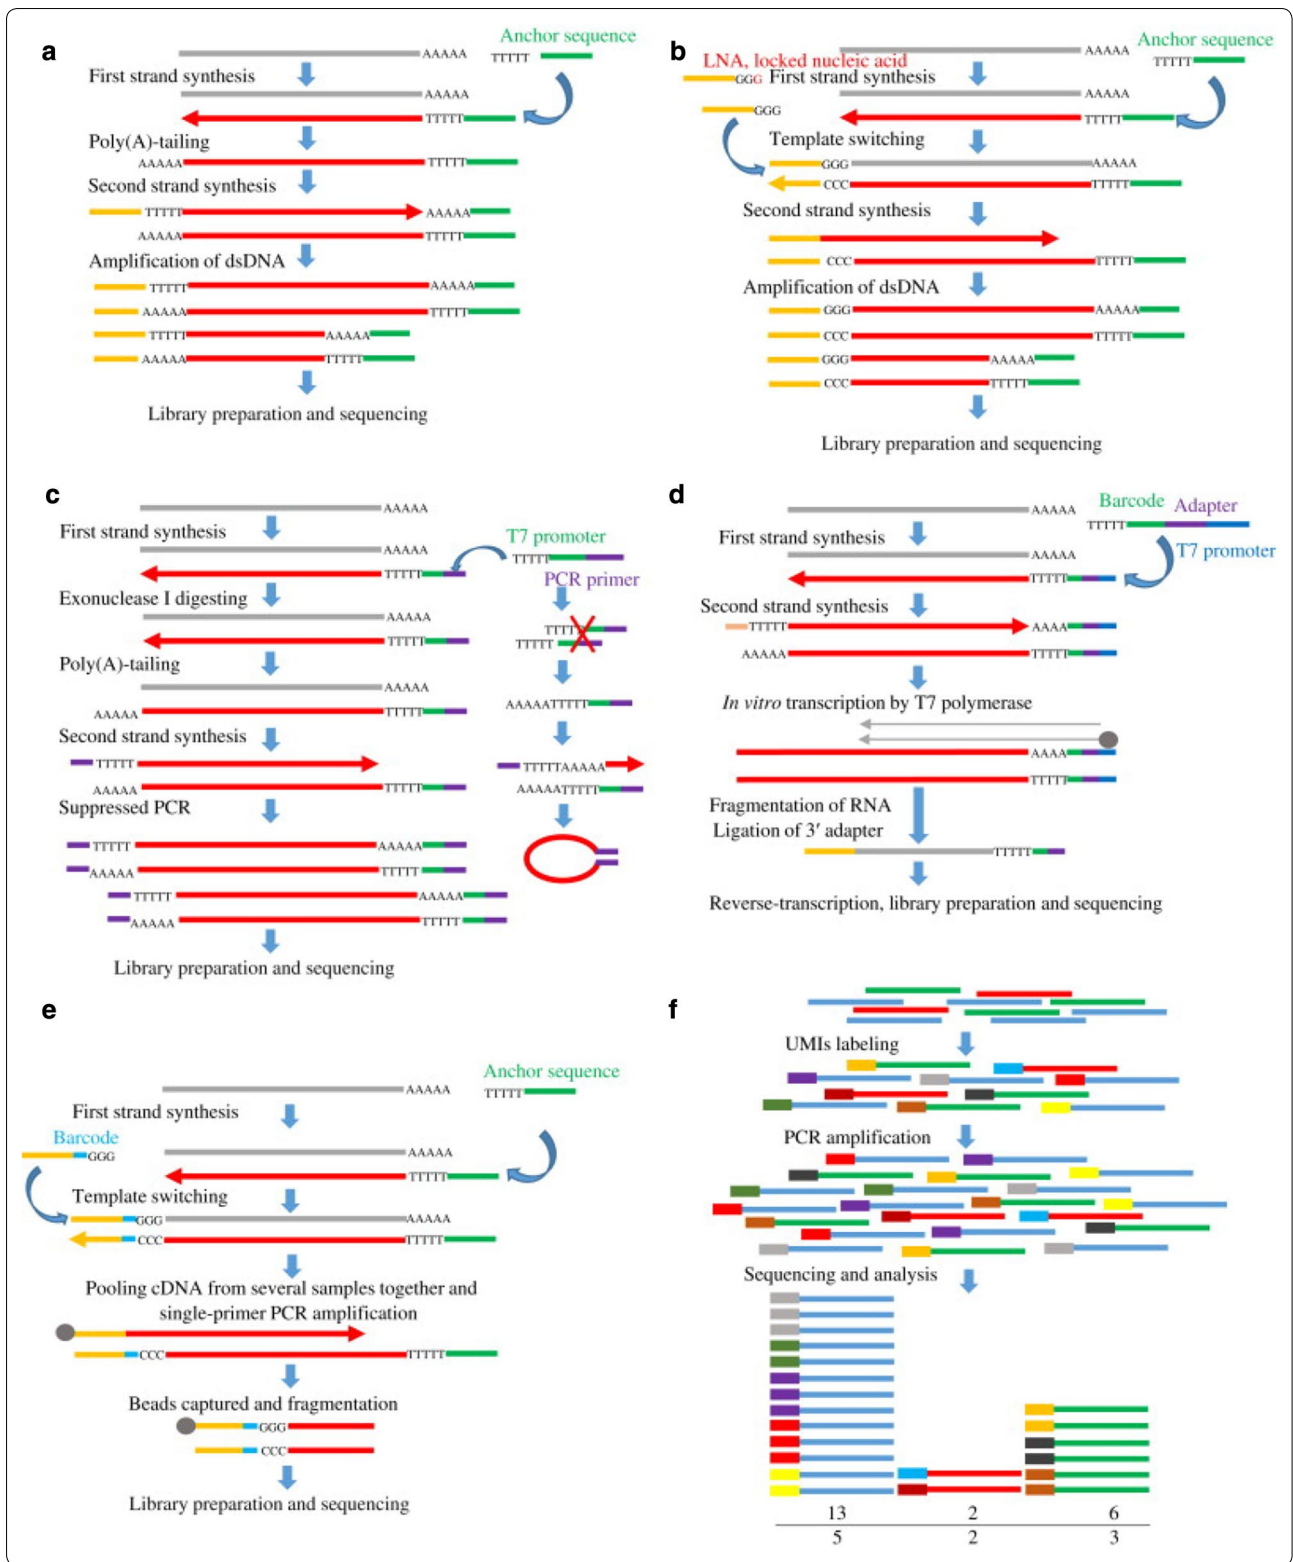 a
Anchor sequence
AAAAA
TTTTT
First strand synthesis
AAAAA
TTTTT
Poly(A)-tailing
AAAAA
TTTTT
Second strand synthesis
TTTTT
AAAAA
AAAAA
TTTTT
Amplification of dsDNA
TTTTT
AAAAA
AAAAA
TTTTT
TTTTT
AAAAA
AAAAA
TTTTT
Library preparation and sequencing
b
Anchor sequence
AAAAA
TTTTT
LNA, locked nucleic acid
GGG
First strand synthesis
AAAAA
GGG
TTTTT
Template switching
GGG
AAAAA
CCC
TTTTT
Second strand synthesis
CCC
TTTTT
Amplification of dsDNA
GGG
AAAAA
CCC
TTTTT
GGG
AAAAA
CCC
TTTTT
Library preparation and sequencing
c
AAAAA
First strand synthesis
T7 promoter
AAAAA
TTTTT
TTTTT
PCR primer
Exonuclease I digesting
AAAAA
TTTTT
TTTTT
TTTTT
Poly(A)-tailing
AAAAA
AAAAATTTTT
AAAAA
TTTTT
Second strand synthesis
TTTTT
TTTTTAAAAA
AAAAA
TTTTT
AAAAATTTTT
Suppressed PCR
TTTTT
AAAAA
AAAAA
TTTTT
TTTTT
AAAAA
AAAAA
TTTTT
Library preparation and sequencing
d
Barcode
Adapter
AAAAA
TTTTT
First strand synthesis
T7 promoter
AAAAA
TTTTT
Second strand synthesis
TTTTT
AAAA
AAAAA
TTTTT
In vitro transcription by T7 polymerase
AAAA
TTTTT
Fragmentation of RNA
Ligation of 3′ adapter
TTTTT
Reverse-transcription, library preparation and sequencing
e
Anchor sequence
AAAAA
TTTTT
First strand synthesis
Barcode
GGG
AAAAA
TTTTT
Template switching
GGG
AAAAA
CCC
TTTTT
Pooling cDNA from several samples together and
single-primer PCR amplification
CCC
TTTTT
Beads captured and fragmentation
GGG
CCC
Library preparation and sequencing
f
UMIs labeling
PCR amplification
Sequencing and analysis
13 2 6
5 2 3